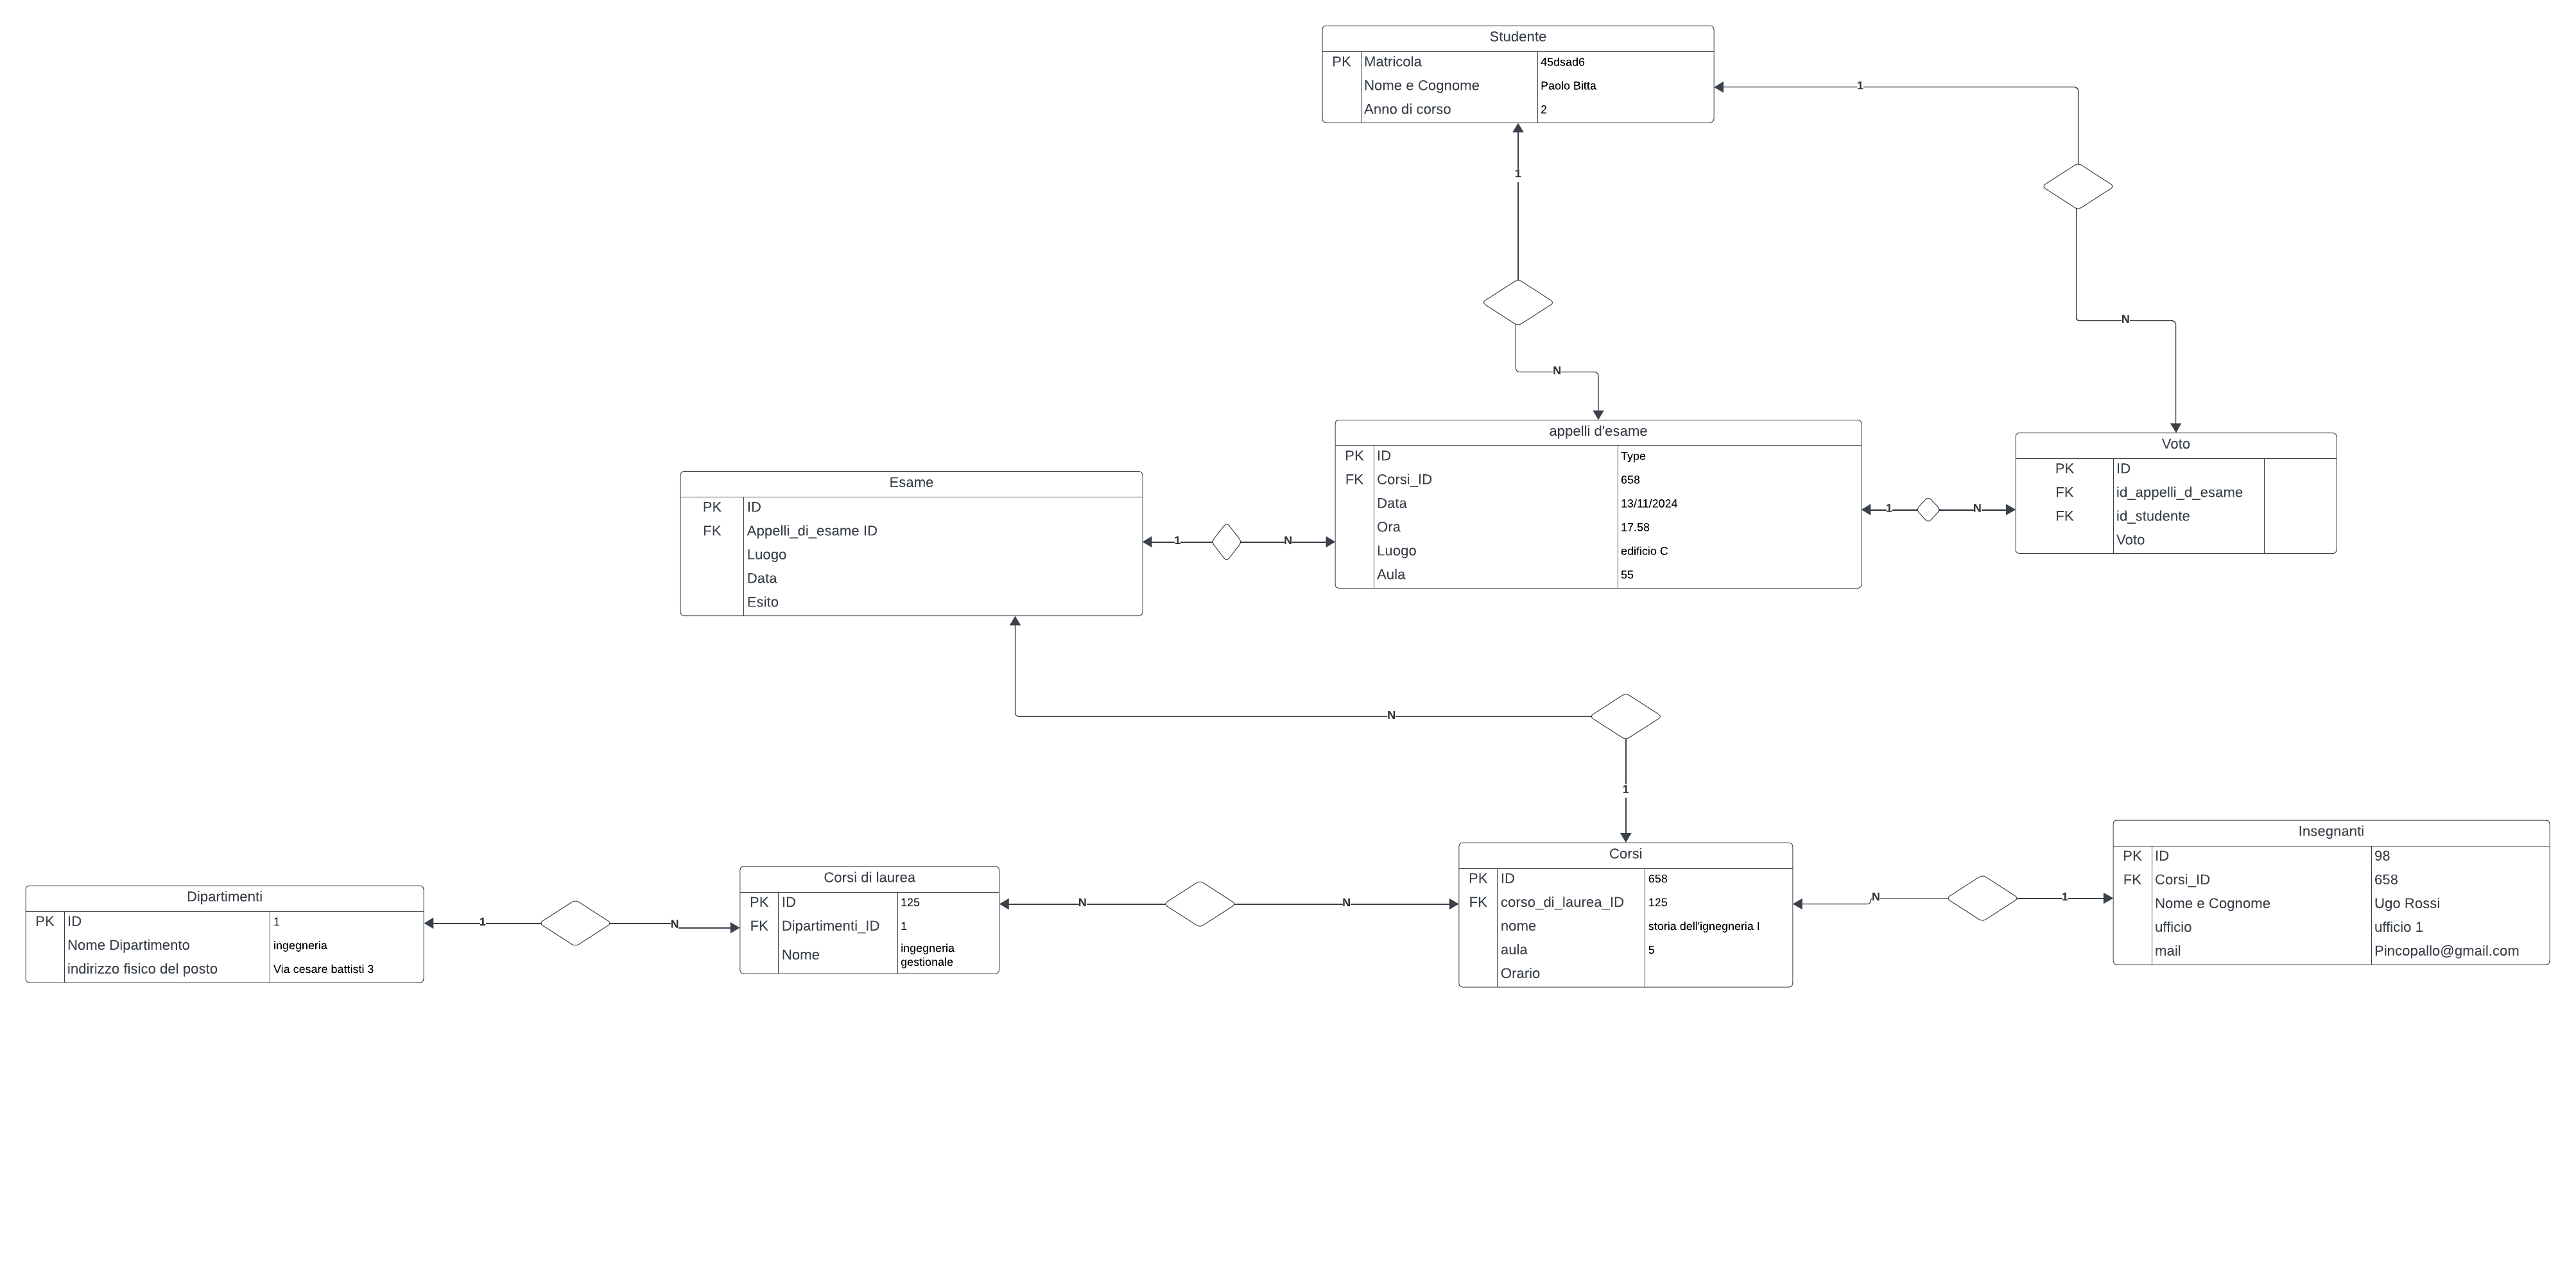 Studente
PK Matricola 45dsad6
Nome e Cognome Paolo Bitta
Anno di corso 2
1
1
N
N
appelli d'esame
PK ID Type
FK Corsi_ID 658
Data 13/11/2024
Ora 17.58
Luogo edificio C
Aula 55
Voto
PK ID
FK id_appelli_d_esame
FK id_studente
Voto
1 N
Esame
PK ID
FK Appelli_di_esame ID
Luogo
Data
Esito
1 N
N
1
Dipartimenti
PK ID 1
Nome Dipartimento ingegneria
indirizzo fisico del posto Via cesare battisti 3
1 N
Corsi di laurea
PK ID 125
FK Dipartimenti_ID 1
Nome ingegneria
gestionale
N N
Corsi
PK ID 658
FK corso_di_laurea_ID 125
nome storia dell'ignegneria I
aula 5
Orario
N 1
Insegnanti
PK ID 98
FK Corsi_ID 658
Nome e Cognome Ugo Rossi
ufficio ufficio 1
mail Pincopallo@gmail.com